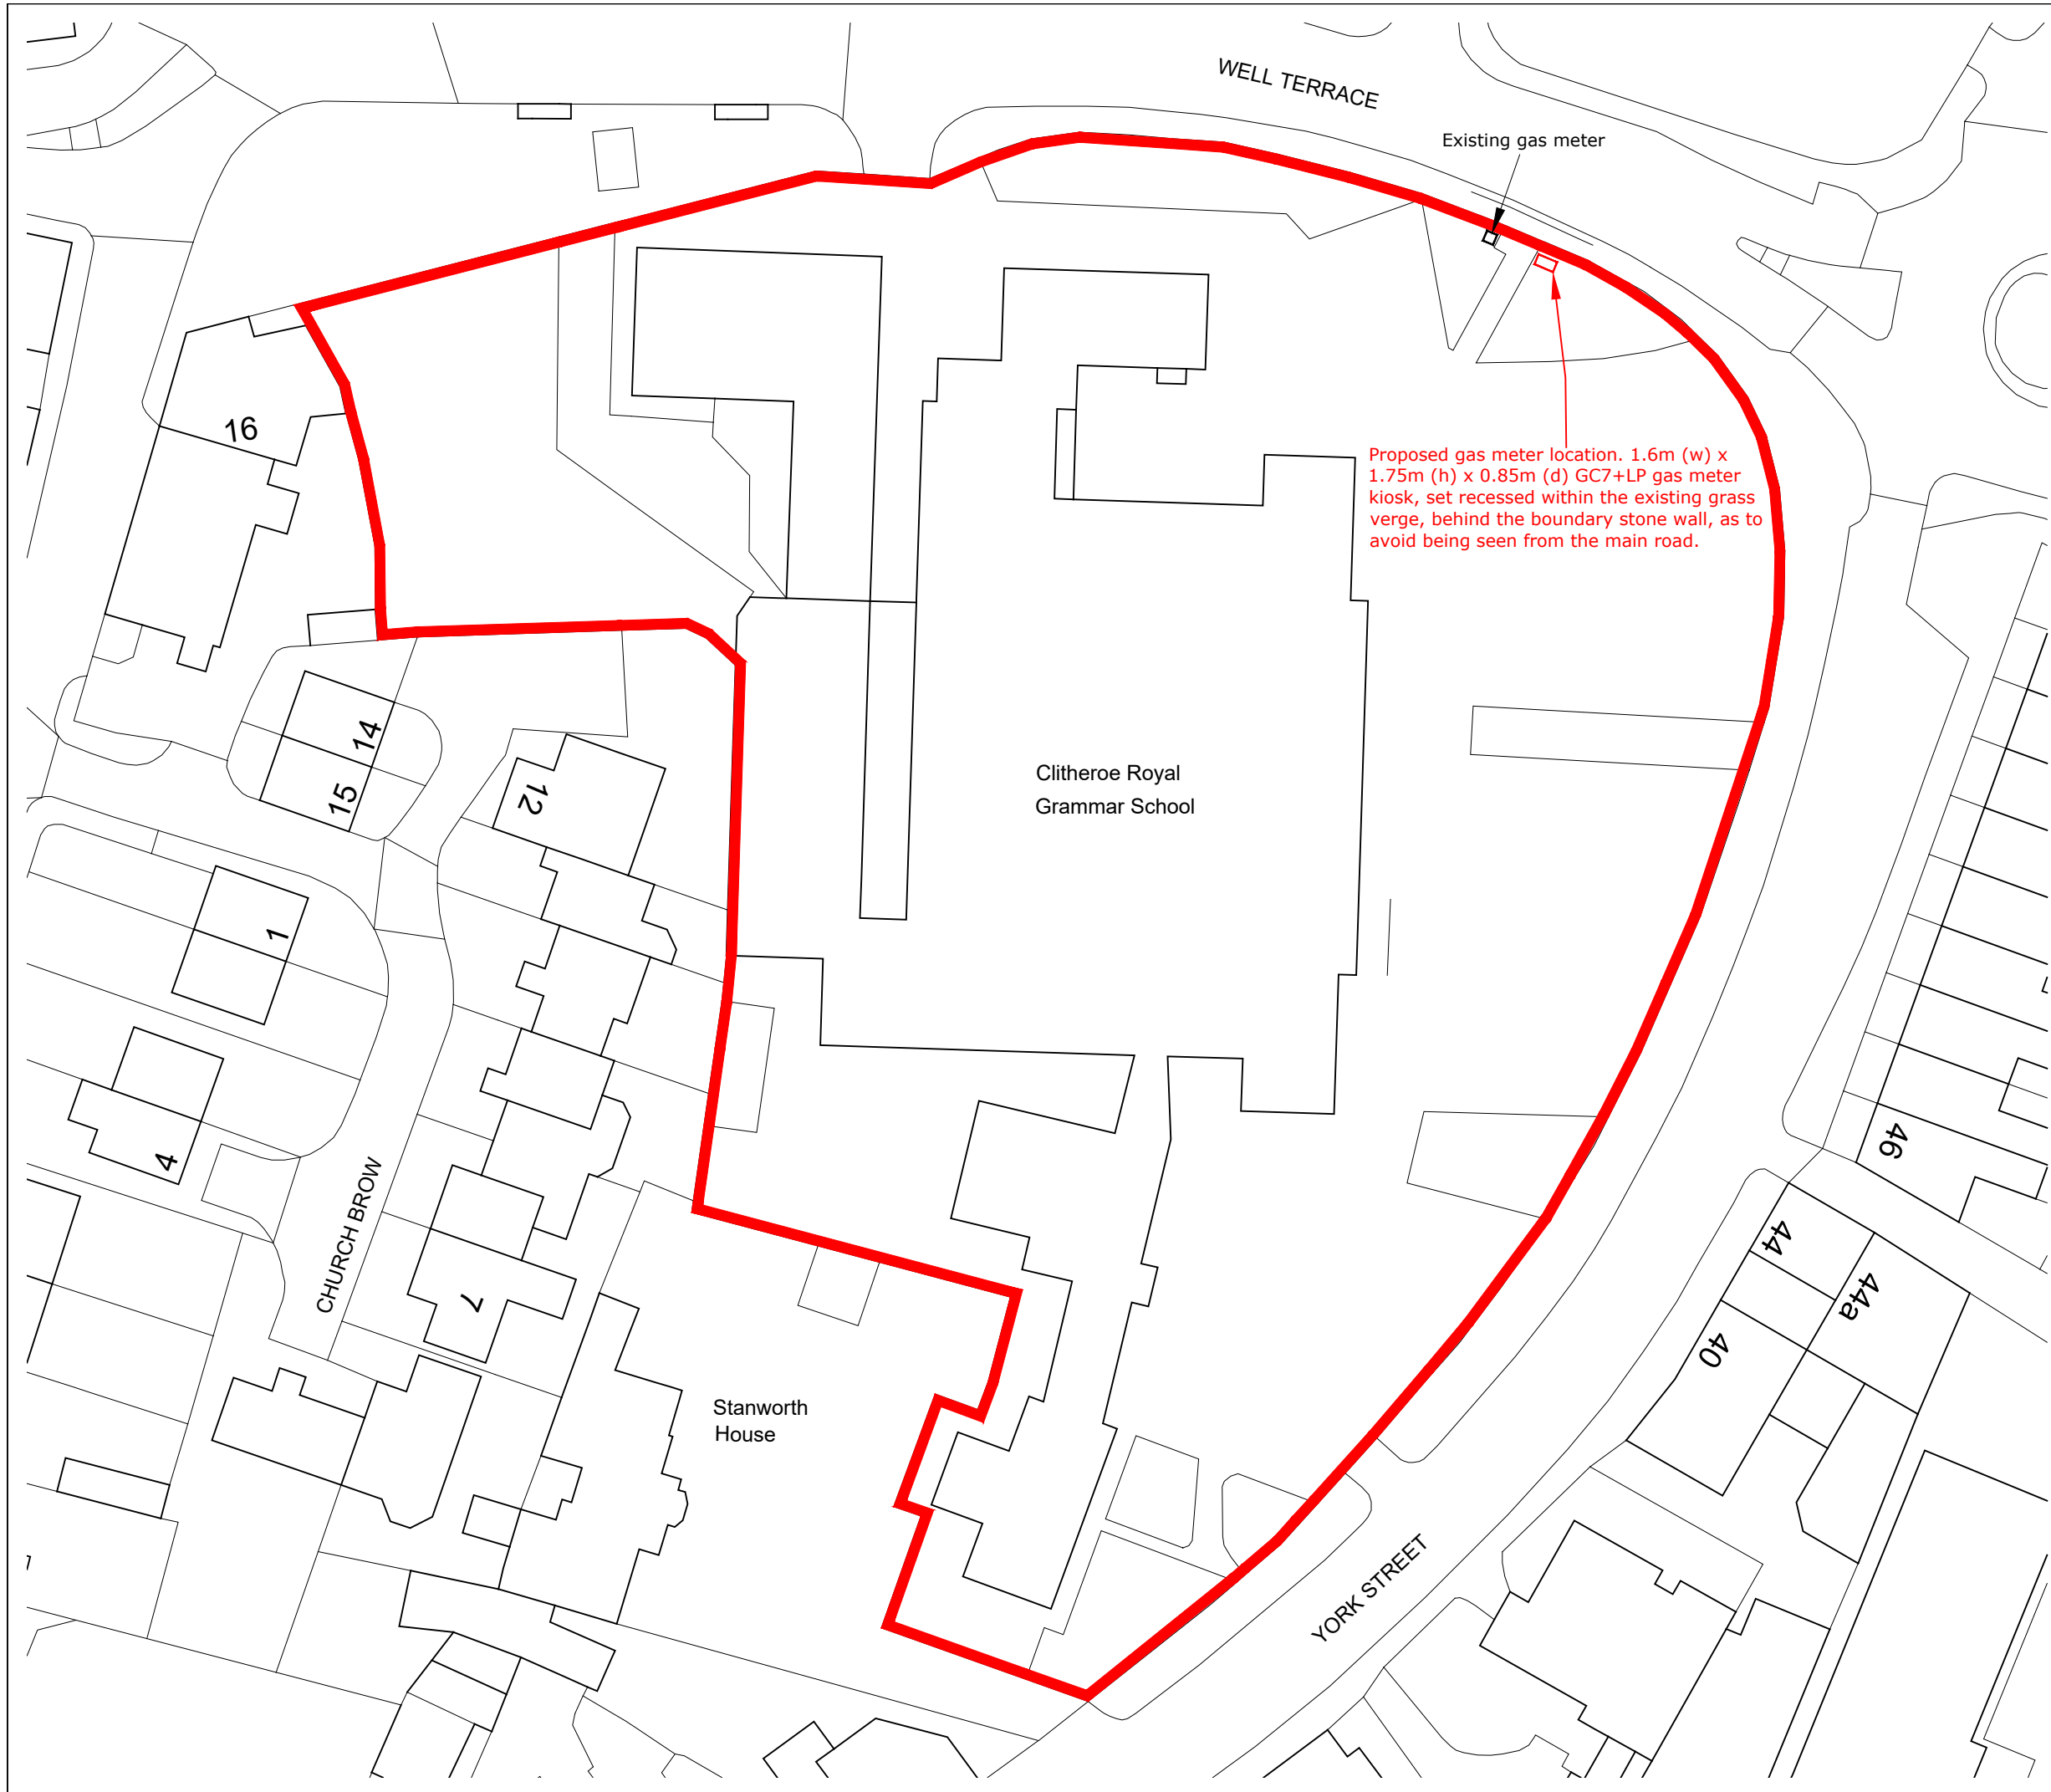 WELL TERRACE
Existing gas meter
16
Proposed gas meter location. 1.6m (w) x
1.75m (h) x 0.85m (d) GC7+LP gas meter
kiosk, set recessed within the existing grass
verge, behind the boundary stone wall, as to
avoid being seen from the main road.
14
15
12
Clitheroe Royal
Grammar School
1
4
46
CHURCH BROW
7
44
44a
40
Stanworth
House
YORK STREET